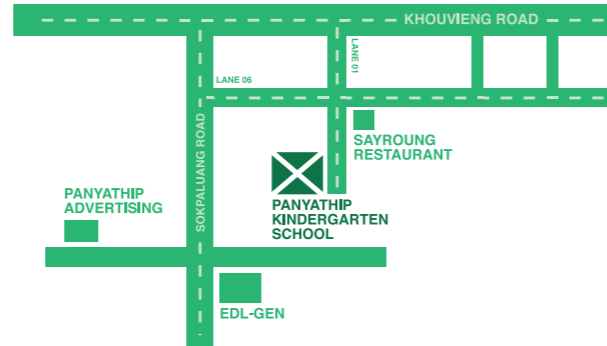 KHOUVIENG ROAD
LANE 01
LANE 06
SAYROUNG
RESTAURANT
SOKPALUANG ROAD
PANYATHIP
ADVERTISING
PANYATHIP
KINDERGARTEN
SCHOOL
EDL-GEN